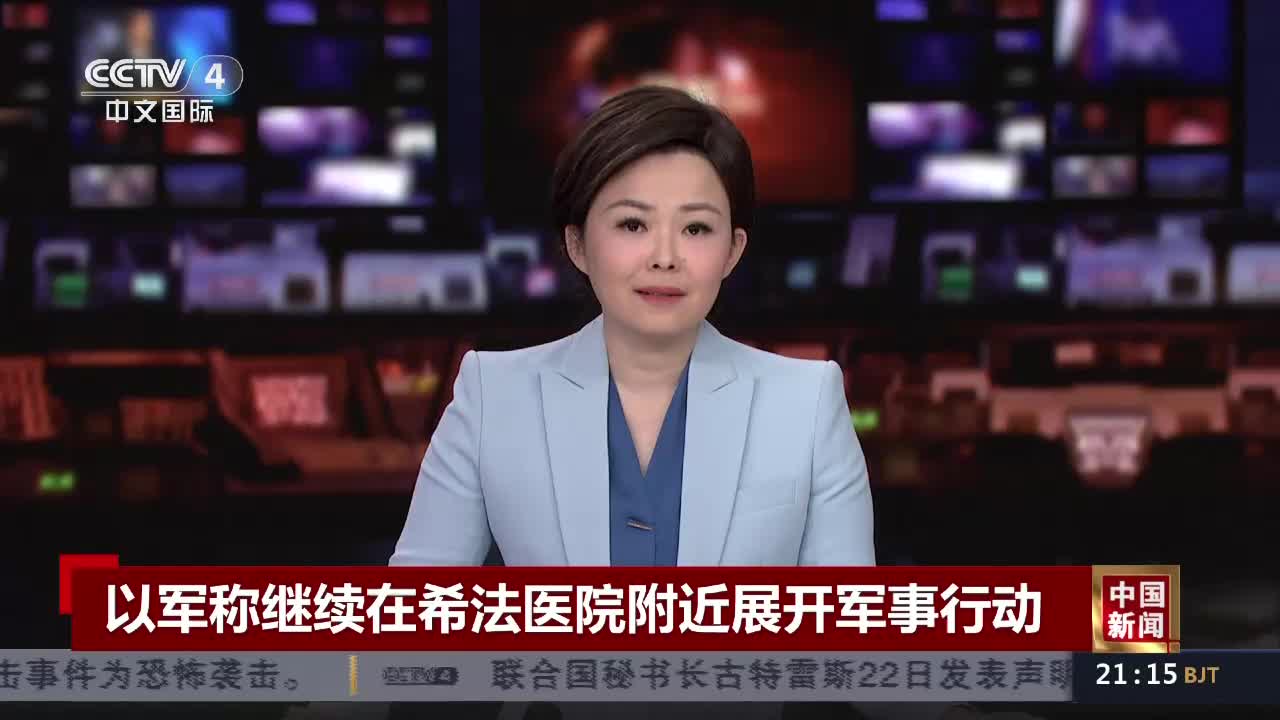 CCTV 4
中文国际
以军称继续在希法医院附近展开军事行动
中国
新闻
击事件为恐怖袭击。 CCTV 4 联合国秘书长古特雷斯22日发表声明
21:15 BJT